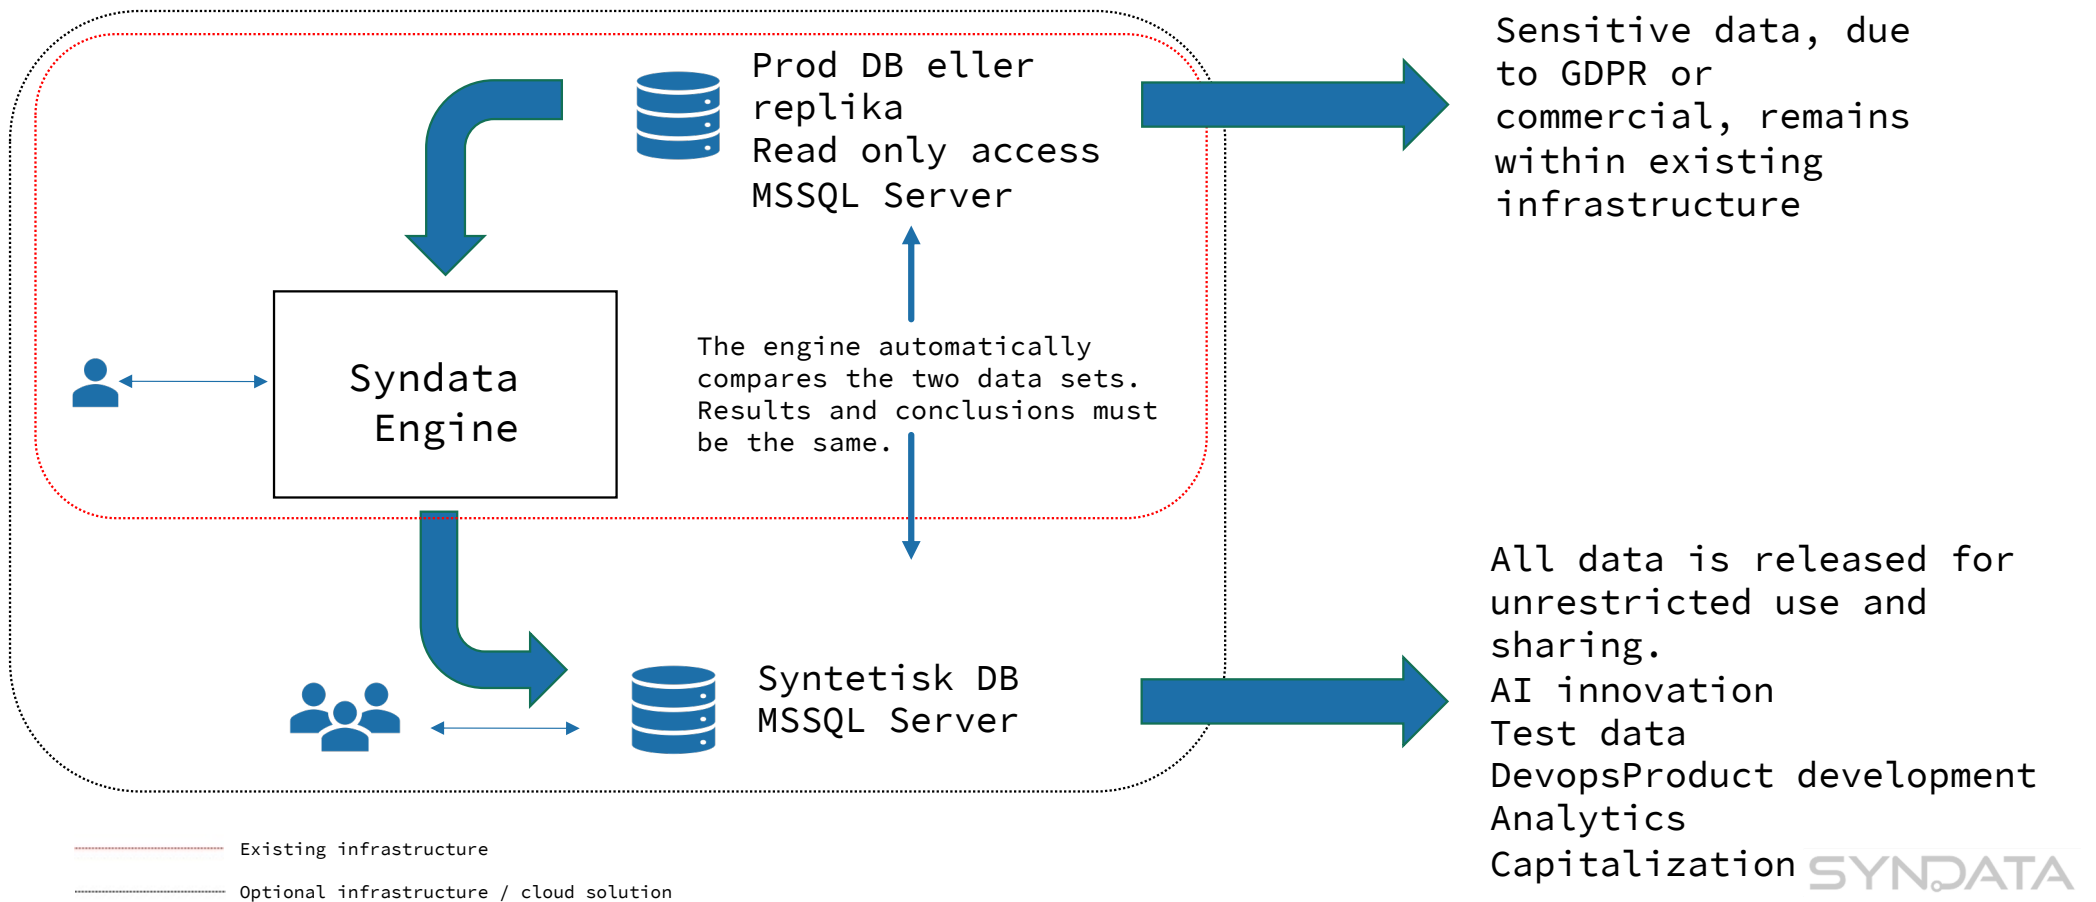 Prod DB eller
replika
Read only access
MSSQL Server
Sensitive data, due
to GDPR or
commercial, remains
within existing
infrastructure
Syndata
Engine
The engine automatically
compares the two data sets.
Results and conclusions must
be the same.
Syntetisk DB
MSSQL Server
All data is released for
unrestricted use and
sharing.
AI innovation
Test data
DevopsProduct development
Analytics
Capitalization
Existing infrastructure
Optional infrastructure / cloud solution
SYNDATA